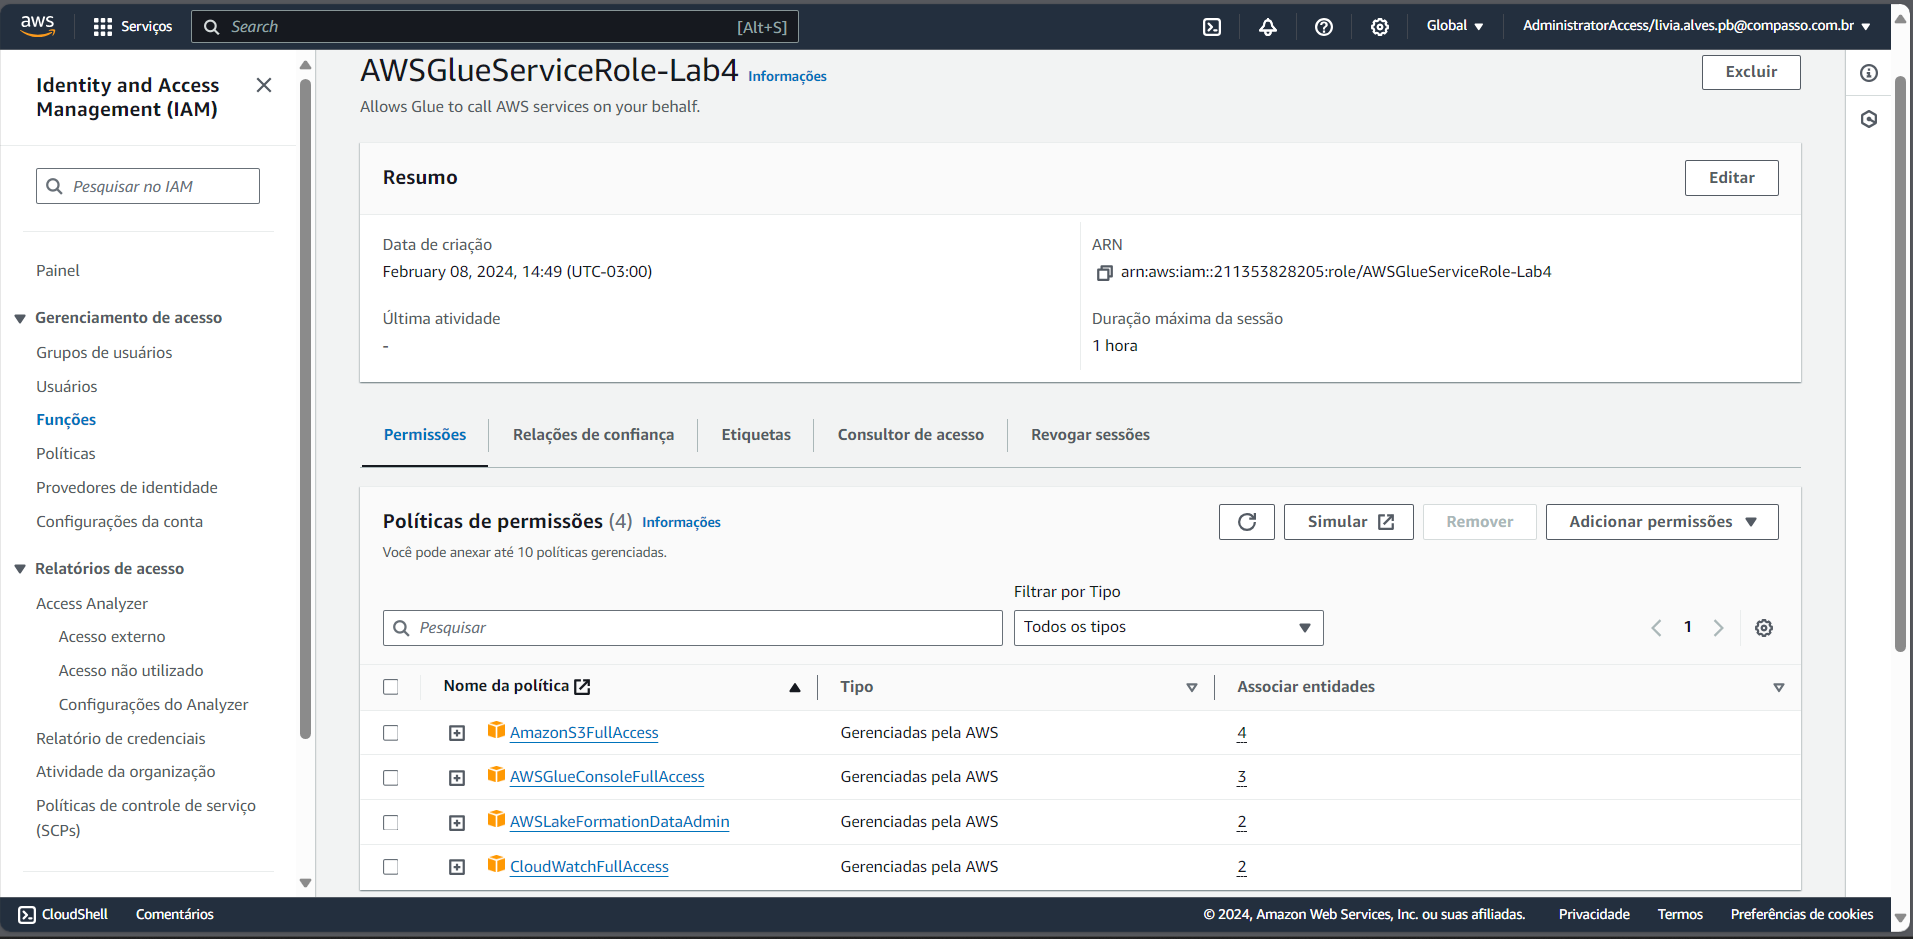 aws
Serviços
Search
[Alt+S]
Global
AdministratorAccess/livia.alves.pb@compasso.com.br
Identity and Access
Management (IAM)
Pesquisar no IAM
Painel
Gerenciamento de acesso
Grupos de usuários
Usuários
Funções
Políticas
Provedores de identidade
Configurações da conta
Relatórios de acesso
Access Analyzer
Acesso externo
Acesso não utilizado
Configurações do Analyzer
Relatório de credenciais
Atividade da organização
Políticas de controle de serviço
(SCPs)
AWSGlueServiceRole-Lab4 Informações
Excluir
Allows Glue to call AWS services on your behalf.
Resumo
Editar
Data de criação
February 08, 2024, 14:49 (UTC-03:00)
ARN
arn:aws:iam::211353828205:role/AWSGlueServiceRole-Lab4
Última atividade
-
Duração máxima da sessão
1 hora
Permissões
Relações de confiança
Etiquetas
Consultor de acesso
Revogar sessões
Políticas de permissões (4) Informações
Você pode anexar até 10 políticas gerenciadas.
Simular
Remover
Adicionar permissões
Filtrar por Tipo
Pesquisar
Todos os tipos
1
Nome da política
Tipo
Associar entidades
AmazonS3FullAccess
Gerenciadas pela AWS
4
AWSGlueConsoleFullAccess
Gerenciadas pela AWS
3
AWSLakeFormationDataAdmin
Gerenciadas pela AWS
2
CloudWatchFullAccess
Gerenciadas pela AWS
2
CloudShell
Comentários
© 2024, Amazon Web Services, Inc. ou suas afiliadas.
Privacidade
Termos
Preferências de cookies